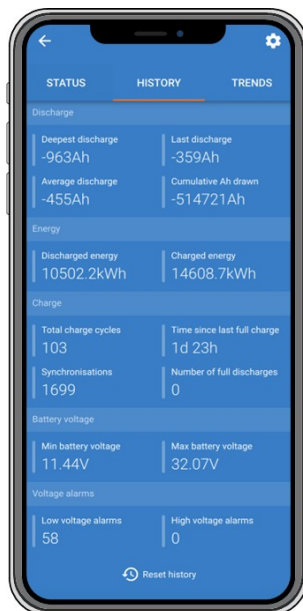 STATUS HISTORY TRENDS
Discharge
Deepest discharge Last discharge
-963Ah -359Ah
Average discharge Cumulative Ah drawn
-455Ah -514721Ah
Energy
Discharged energy Charged energy
10502.2kWh 14608.7kWh
Charge
Total charge cycles Time since last full charge
103 1d 23h
Synchronisations Number of full discharges
1699 0
Battery voltage
Min battery voltage Max battery voltage
11.44V 32.07V
Voltage alarms
Low voltage alarms High voltage alarms
58 0
Reset history